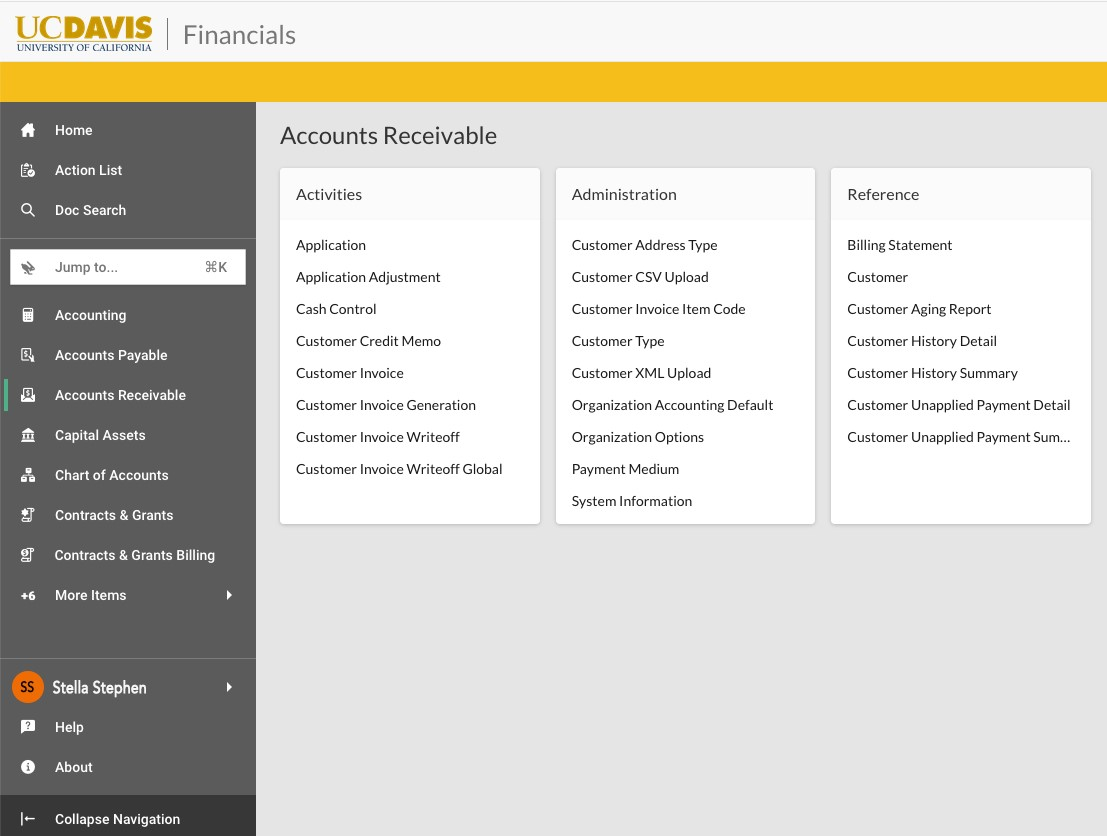 UCDAVIS
UNIVERSITY OF CALIFORNIA
Financials
Home
Action List
Doc Search
Jump to... ⌘K
Accounting
Accounts Payable
Accounts Receivable
Capital Assets
Chart of Accounts
Contracts & Grants
Contracts & Grants Billing
+6 More Items
SS Stella Stephen
Help
About
Collapse Navigation
Accounts Receivable
Activities
Application
Application Adjustment
Cash Control
Customer Credit Memo
Customer Invoice
Customer Invoice Generation
Customer Invoice Writeoff
Customer Invoice Writeoff Global
Administration
Customer Address Type
Customer CSV Upload
Customer Invoice Item Code
Customer Type
Customer XML Upload
Organization Accounting Default
Organization Options
Payment Medium
System Information
Reference
Billing Statement
Customer
Customer Aging Report
Customer History Detail
Customer History Summary
Customer Unapplied Payment Detail
Customer Unapplied Payment Sum...